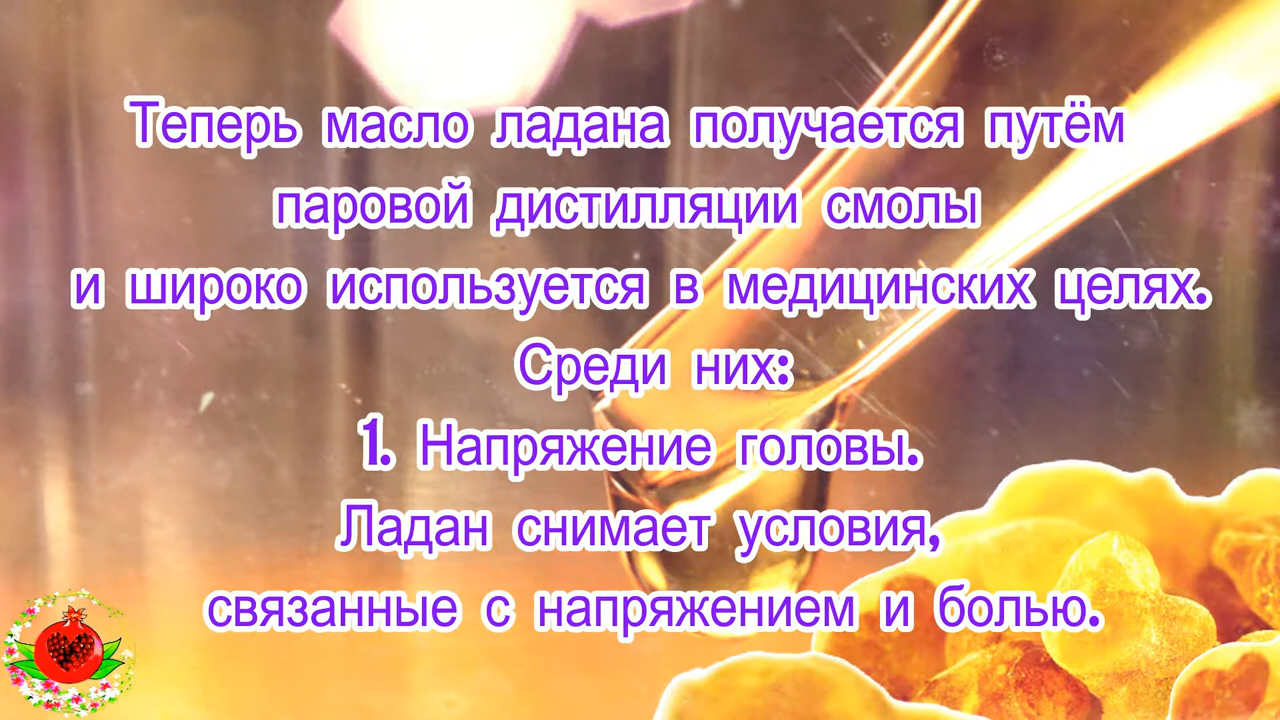 Теперь масло ладана получается путём
паровой дистилляции смолы
и широко используется в медицинских целях.
Среди них:
1. Напряжение головы.
Ладан снимает условия,
связанные с напряжением и болью.